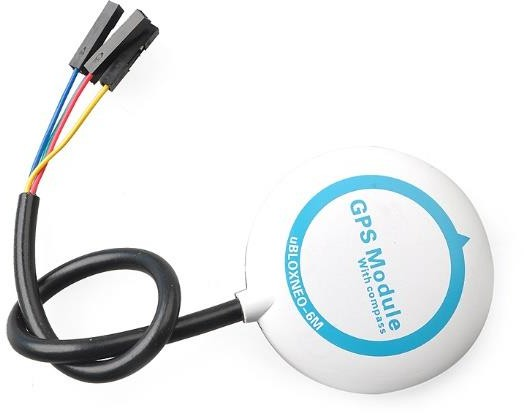 GPS Module
With compass
uBLOXNEO-6M